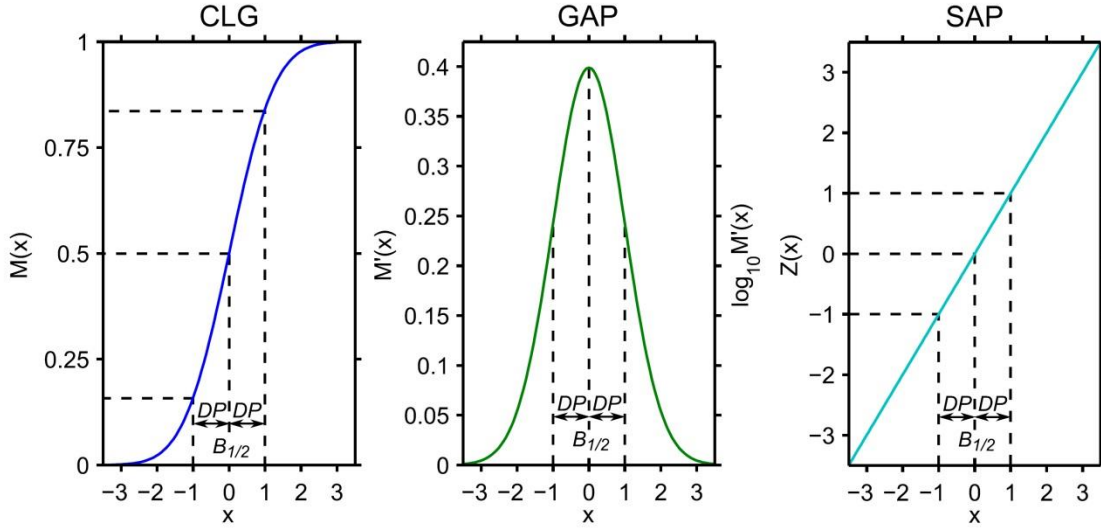 CLG
M(x)
1
0.75
0.5
0.25
0
DP DP
B1/2
−3 −2 −1 0 1 2 3
x
GAP
M'(x)
0.4
0.35
0.3
0.25
0.2
0.15
0.1
0.05
0
DP DP
B1/2
−3 −2 −1 0 1 2 3
x
log10M'(x)
SAP
Z(x)
3
2
1
0
−1
−2
−3
DP DP
B1/2
−3 −2 −1 0 1 2 3
x